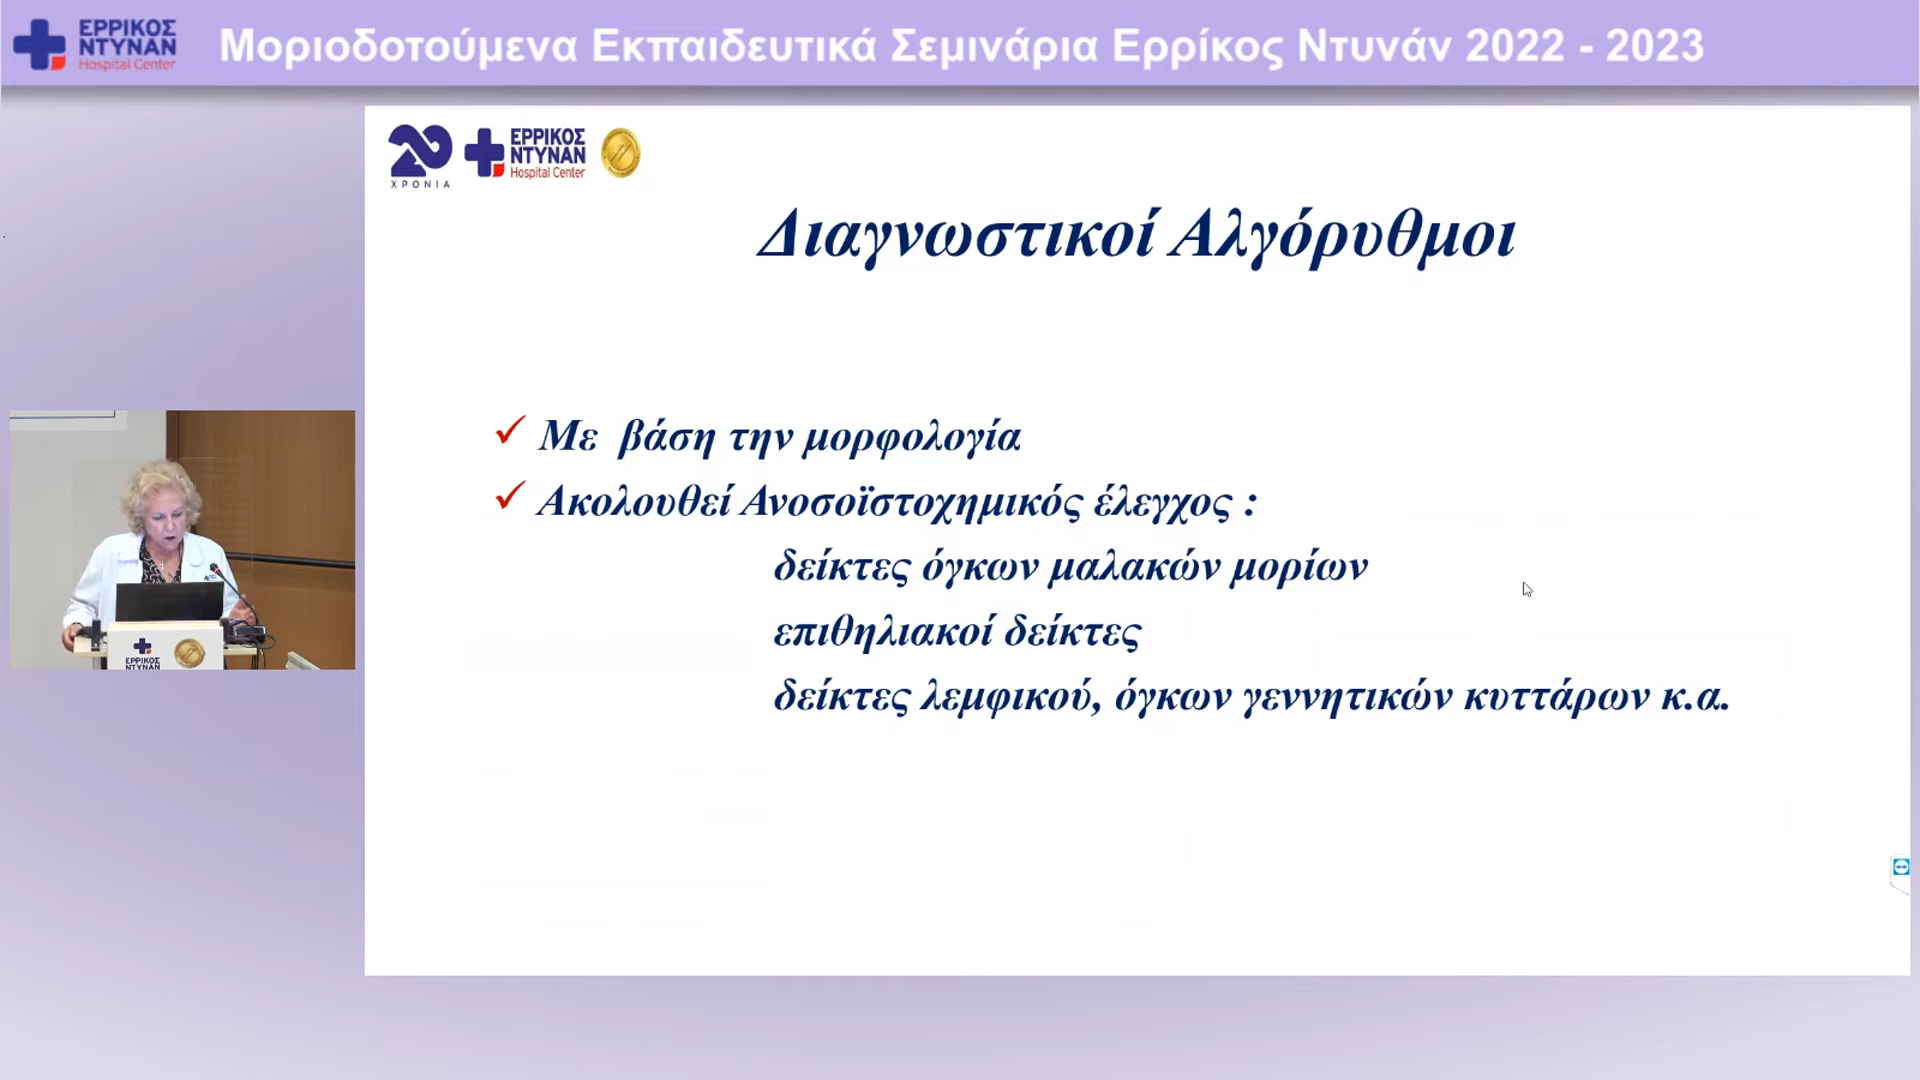 ΕΡΡΙΚΟΣ
ΝΤΥΝΑΝ
Hospital Center
Μοριοδοτούμενα Εκπαιδευτικά Σεμινάρια Ερρίκος Ντυνάν 2022 - 2023
20
ΧΡΟΝΙΑ
ΕΡΡΙΚΟΣ
ΝΤΥΝΑΝ
Hospital Center
Διαγνωστικοί Αλγόρυθμοι
✓ Με βάση την μορφολογία
✓ Ακολουθεί Ανοσοϊστοχημικός έλεγχος :
δείκτες όγκων μαλακών μορίων
επιθηλιακοί δείκτες
δείκτες λεμφικού, όγκων γεννητικών κυττάρων κ.α.
ΕΡΡΙΚΟΣ
ΝΤΥΝΑΝ